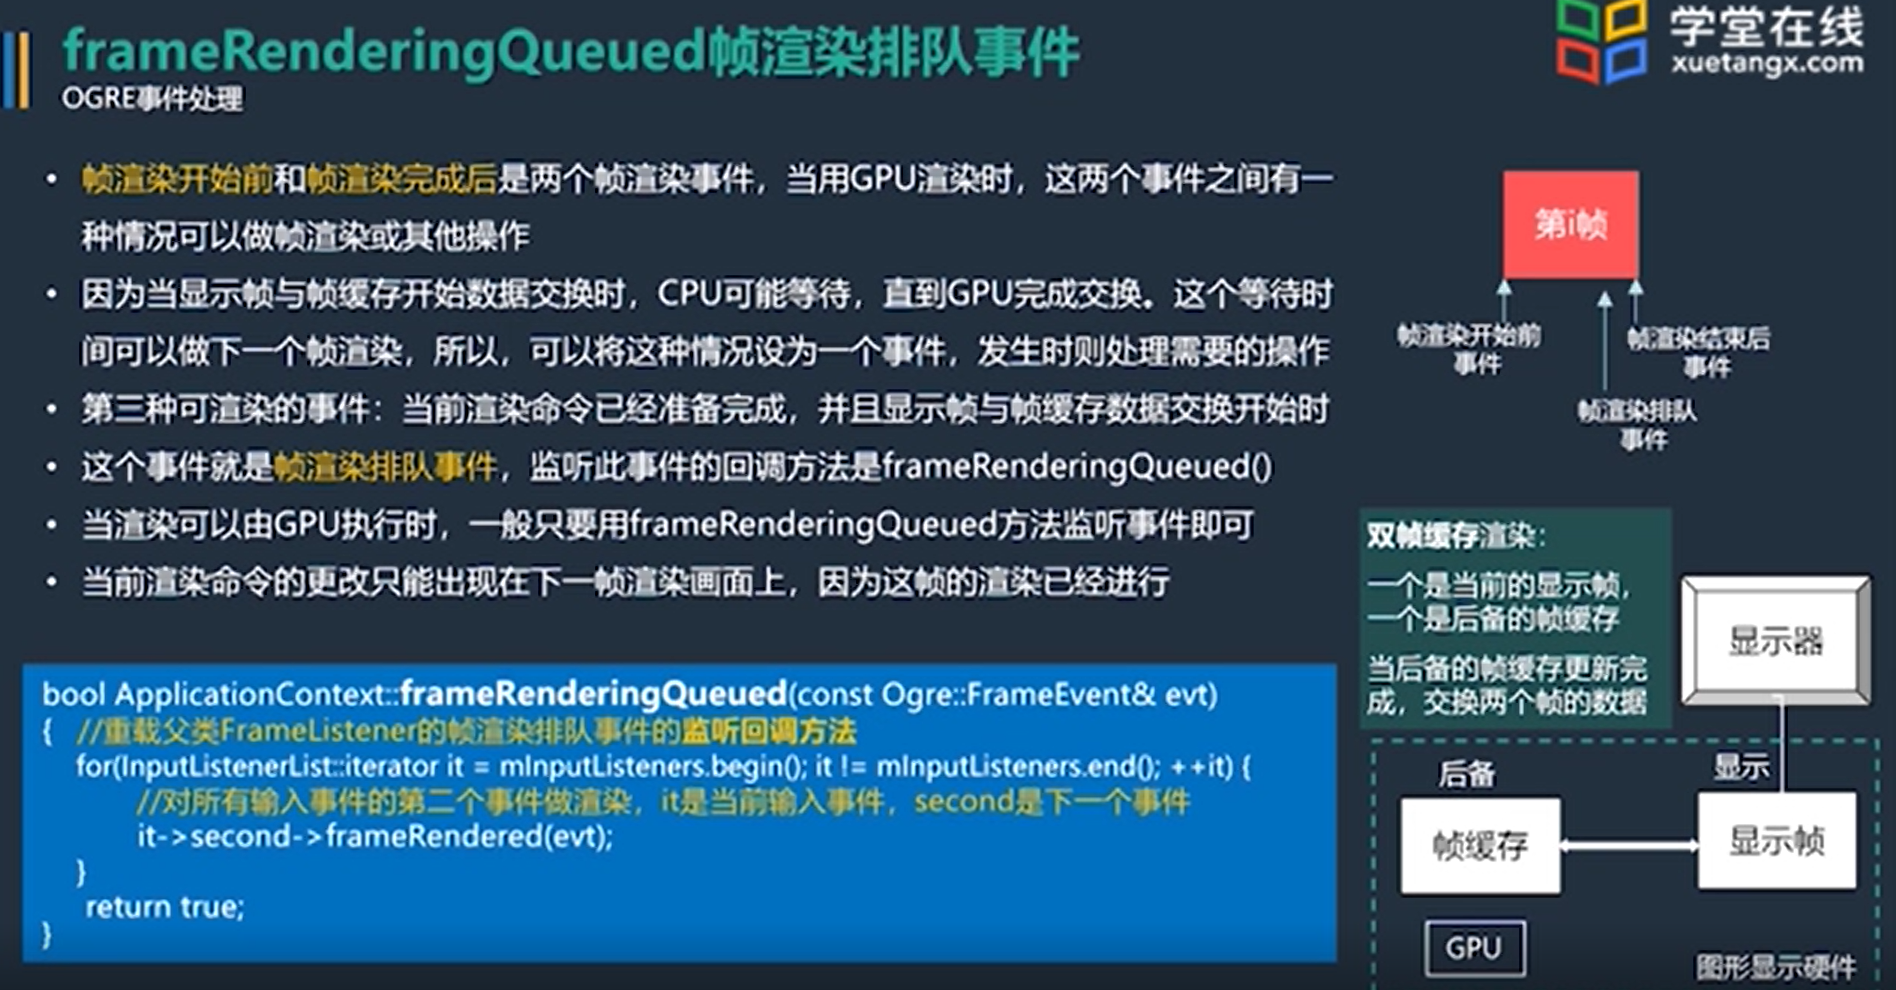 frameRenderingQueued帧渲染排队事件
OGRE事件处理
学堂在线
xuetangx.com
• 帧渲染开始前和帧渲染完成后是两个帧渲染事件，当用GPU渲染时，这两个事件之间有一
种情况可以做帧渲染或其他操作
• 因为当显示帧与帧缓存开始数据交换时，CPU可能等待，直到GPU完成交换。这个等待时
间可以做下一个帧渲染，所以，可以将这种情况设为一个事件，发生时则处理需要的操作
• 第三种可渲染的事件：当前渲染命令已经准备完成，并且显示帧与帧缓存数据交换开始时
• 这个事件就是帧渲染排队事件，监听此事件的回调方法是frameRenderingQueued()
• 当渲染可以由GPU执行时，一般只要用frameRenderingQueued方法监听事件即可
• 当前渲染命令的更改只能出现在下一帧渲染画面上，因为这帧的渲染已经进行
bool ApplicationContext::frameRenderingQueued(const Ogre::FrameEvent& evt)
{ //重载父类FrameListener的帧渲染排队事件的监听回调方法
for(InputListenerList::iterator it = mInputListeners.begin(); it != mInputListeners.end(); ++it) {
//对所有输入事件的第二个事件做渲染，it是当前输入事件，second是下一个事件
it->second->frameRendered(evt);
}
return true;
}
第i帧
帧渲染开始前
事件
帧渲染结束后
事件
帧渲染排队
事件
双帧缓存渲染：
一个是当前的显示帧，
一个是后备的帧缓存
当后备的帧缓存更新完
成，交换两个帧的数据
显示器
后备
显示
帧缓存
显示帧
GPU
图形显示硬件